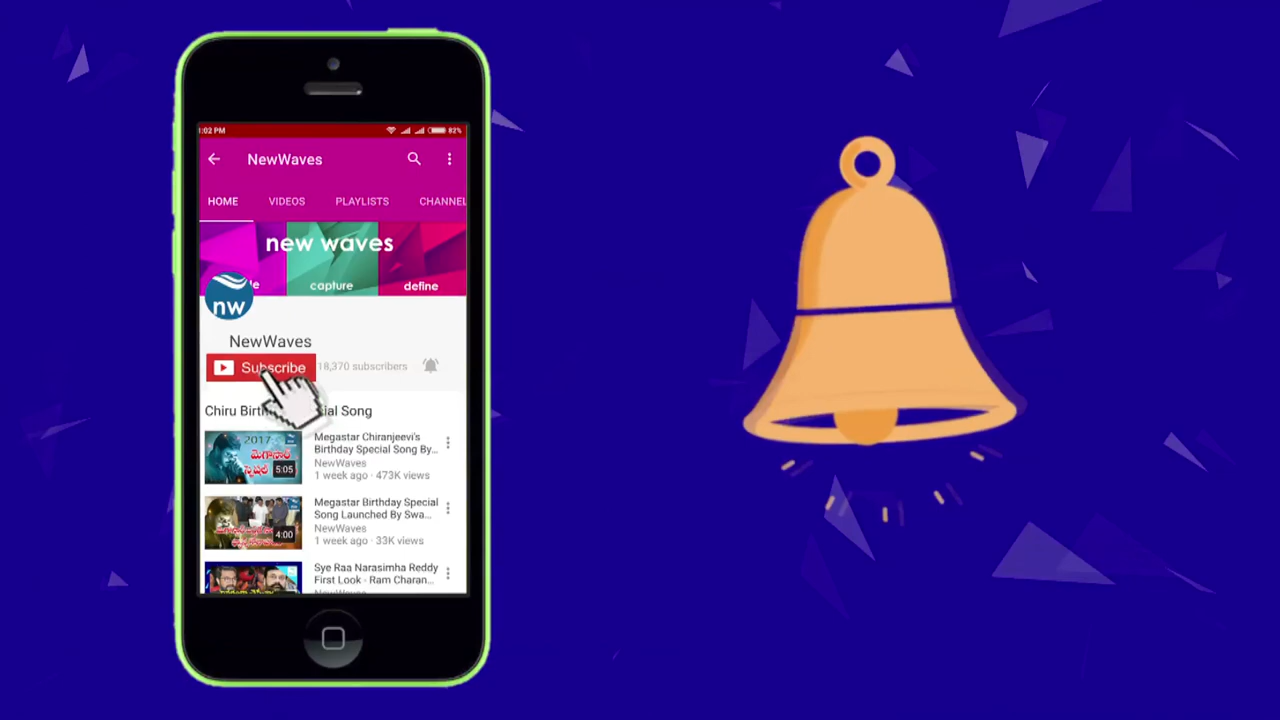 1:02 PM 82%
NewWaves
HOME VIDEOS PLAYLISTS CHANNEL
new waves
capture define
nw
NewWaves
Subscribe 18,370 subscribers
Chiru Birth ial Song
2017
మెగాస్టార్
స్పెషల్
5:05
Megastar Chiranjeevi's
Birthday Special Song By...
NewWaves
1 week ago · 473K views
4:00
Megastar Birthday Special
Song Launched By Swa...
NewWaves
1 week ago · 33K views
Sye Raa Narasimha Reddy
First Look - Ram Charan...
NewWaves